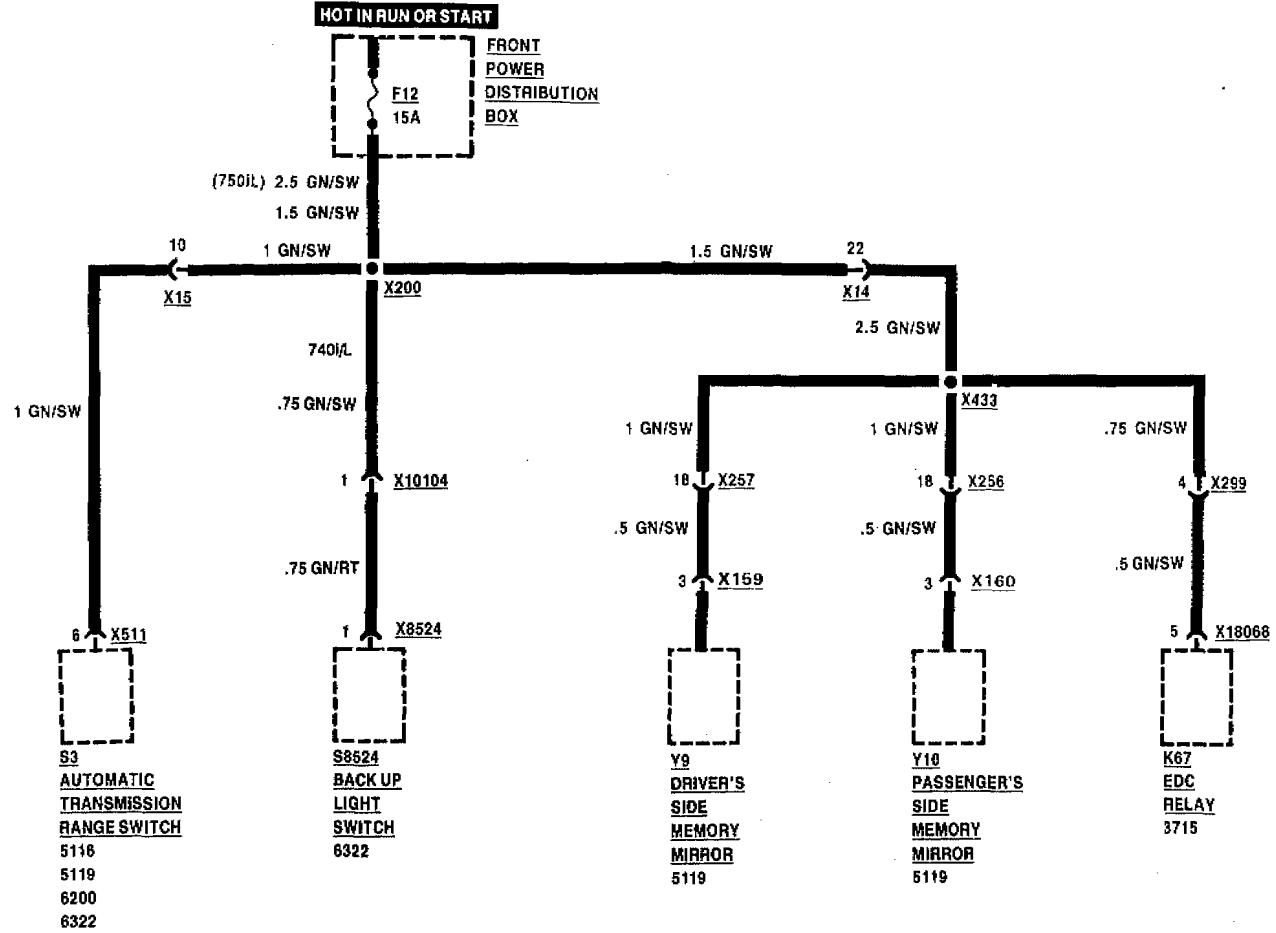 HOT IN RUN OR START
FRONT
POWER
DISTRIBUTION
BOX
F12
15A
(750iL) 2.5 GN/SW
1.5 GN/SW
10
1 GN/SW
1.5 GN/SW
22
X15
X200
X14
2.5 GN/SW
740i/L
.75 GN/SW
1 GN/SW
X433
1 GN/SW
1 GN/SW
.75 GN/SW
1
X10104
18
X257
18
X256
4
X299
.5 GN/SW
.5 GN/SW
.5 GN/SW
.75 GN/RT
3
X159
3
X160
6
X511
1
X8524
5
X18068
S3
AUTOMATIC
TRANSMISSION
RANGE SWITCH
5116
5119
6200
6322
S8524
BACK UP
LIGHT
SWITCH
6322
Y9
DRIVER'S
SIDE
MEMORY
MIRROR
5119
Y10
PASSENGER'S
SIDE
MEMORY
MIRROR
5119
K67
EDC
RELAY
3715